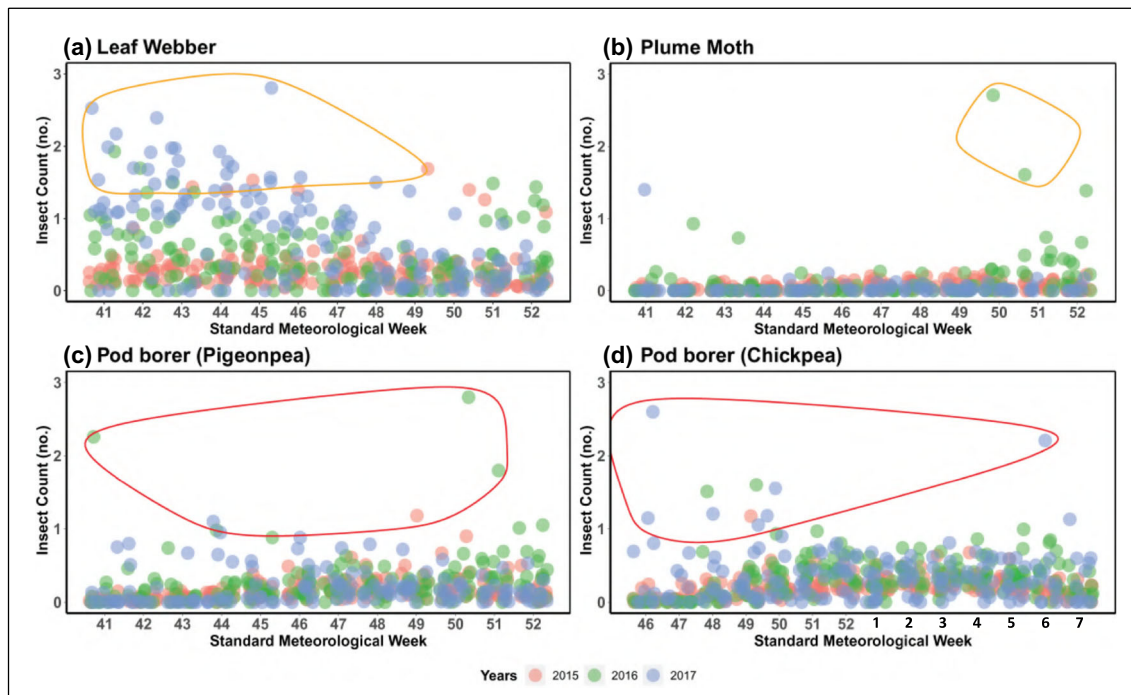 (a) Leaf Webber
Insect Count (no.)
3
2
1
0
41 42 43 44 45 46 47 48 49 50 51 52
Standard Meteorological Week
(b) Plume Moth
Insect Count (no.)
3
2
1
0
41 42 43 44 45 46 47 48 49 50 51 52
Standard Meteorological Week
(c) Pod borer (Pigeonpea)
Insect Count (no.)
3
2
1
0
41 42 43 44 45 46 47 48 49 50 51 52
Standard Meteorological Week
(d) Pod borer (Chickpea)
Insect Count (no.)
3
2
1
0
46 47 48 49 50 51 52 1 2 3 4 5 6 7
Standard Meteorological Week
Years 2015 2016 2017